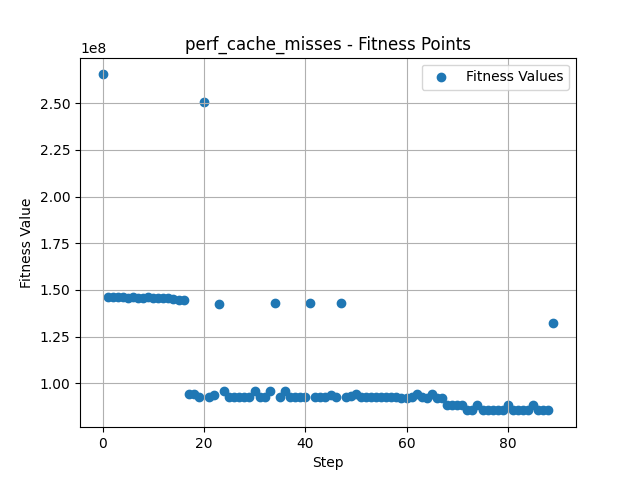 perf_cache_misses - Fitness Points
1e8
Fitness Values
2.50
2.25
2.00
1.75
1.50
1.25
1.00
Fitness Value
0 20 40 60 80
Step